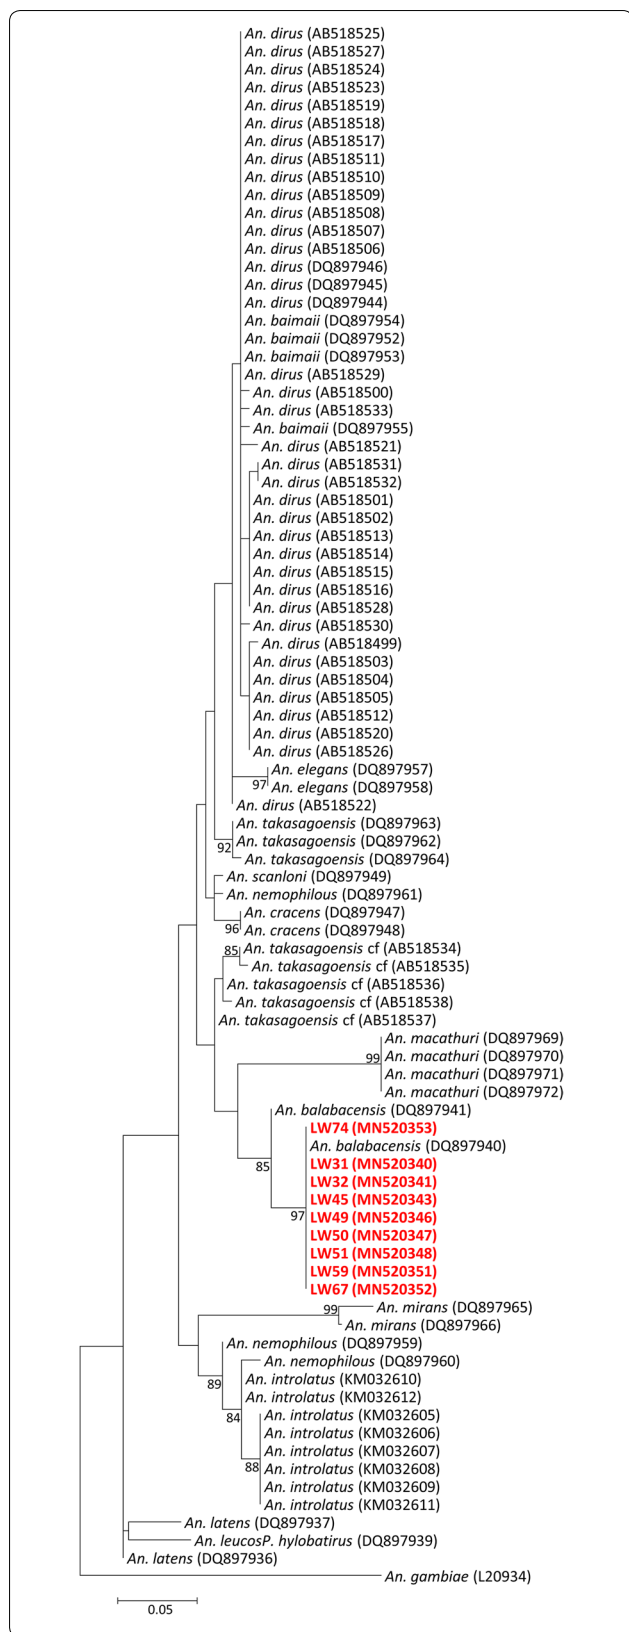 An. dirus (AB518525)
An. dirus (AB518527)
An. dirus (AB518524)
An. dirus (AB518523)
An. dirus (AB518519)
An. dirus (AB518518)
An. dirus (AB518517)
An. dirus (AB518511)
An. dirus (AB518510)
An. dirus (AB518509)
An. dirus (AB518508)
An. dirus (AB518507)
An. dirus (AB518506)
An. dirus (DQ897946)
An. dirus (DQ897945)
An. dirus (DQ897944)
An. baimaii (DQ897954)
An. baimaii (DQ897952)
An. baimaii (DQ897953)
An. dirus (AB518529)
An. dirus (AB518500)
An. dirus (AB518533)
An. baimaii (DQ897955)
An. dirus (AB518521)
An. dirus (AB518531)
An. dirus (AB518532)
An. dirus (AB518501)
An. dirus (AB518502)
An. dirus (AB518513)
An. dirus (AB518514)
An. dirus (AB518515)
An. dirus (AB518516)
An. dirus (AB518528)
An. dirus (AB518530)
An. dirus (AB518499)
An. dirus (AB518503)
An. dirus (AB518504)
An. dirus (AB518505)
An. dirus (AB518512)
An. dirus (AB518520)
An. dirus (AB518526)
An. elegans (DQ897957)
97
An. elegans (DQ897958)
An. dirus (AB518522)
An. takasagoensis (DQ897963)
An. takasagoensis (DQ897962)
92
An. takasagoensis (DQ897964)
An. scanloni (DQ897949)
An. nemophilous (DQ897961)
An. cracens (DQ897947)
96
An. cracens (DQ897948)
85
An. takasagoensis cf (AB518534)
An. takasagoensis cf (AB518535)
An. takasagoensis cf (AB518536)
An. takasagoensis cf (AB518538)
An. takasagoensis cf (AB518537)
An. macathuri (DQ897969)
99
An. macathuri (DQ897970)
An. macathuri (DQ897971)
An. macathuri (DQ897972)
An. balabacensis (DQ897941)
LW74 (MN520353)
An. balabacensis (DQ897940)
85
LW31 (MN520340)
LW32 (MN520341)
LW45 (MN520343)
97
LW49 (MN520346)
LW50 (MN520347)
LW51 (MN520348)
LW59 (MN520351)
LW67 (MN520352)
99
An. mirans (DQ897965)
An. mirans (DQ897966)
An. nemophilous (DQ897959)
An. nemophilous (DQ897960)
89
An. introlatus (KM032610)
An. introlatus (KM032612)
84
An. introlatus (KM032605)
An. introlatus (KM032606)
An. introlatus (KM032607)
88
An. introlatus (KM032608)
An. introlatus (KM032609)
An. introlatus (KM032611)
An. latens (DQ897937)
An. leucosP. hylobatirus (DQ897939)
An. latens (DQ897936)
An. gambiae (L20934)
0.05